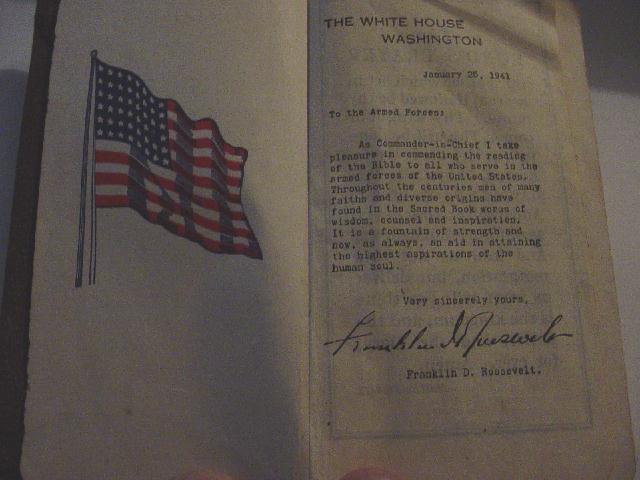 THE WHITE HOUSE
WASHINGTON
January 25, 1941
To the Armed Forces:
As Commander-in-Chief I take
pleasure in commending the reading
of the Bible to all who serve in the
armed forces of the United States.
Throughout the centuries men of many
faiths and diverse origins have
found in the Sacred Book words of
wisdom, counsel and inspiration.
It is a fountain of strength and
now, as always, an aid in attaining
the highest aspirations of the
human soul.
Very sincerely yours,
Franklin D Roosevelt
Franklin D. Roosevelt.